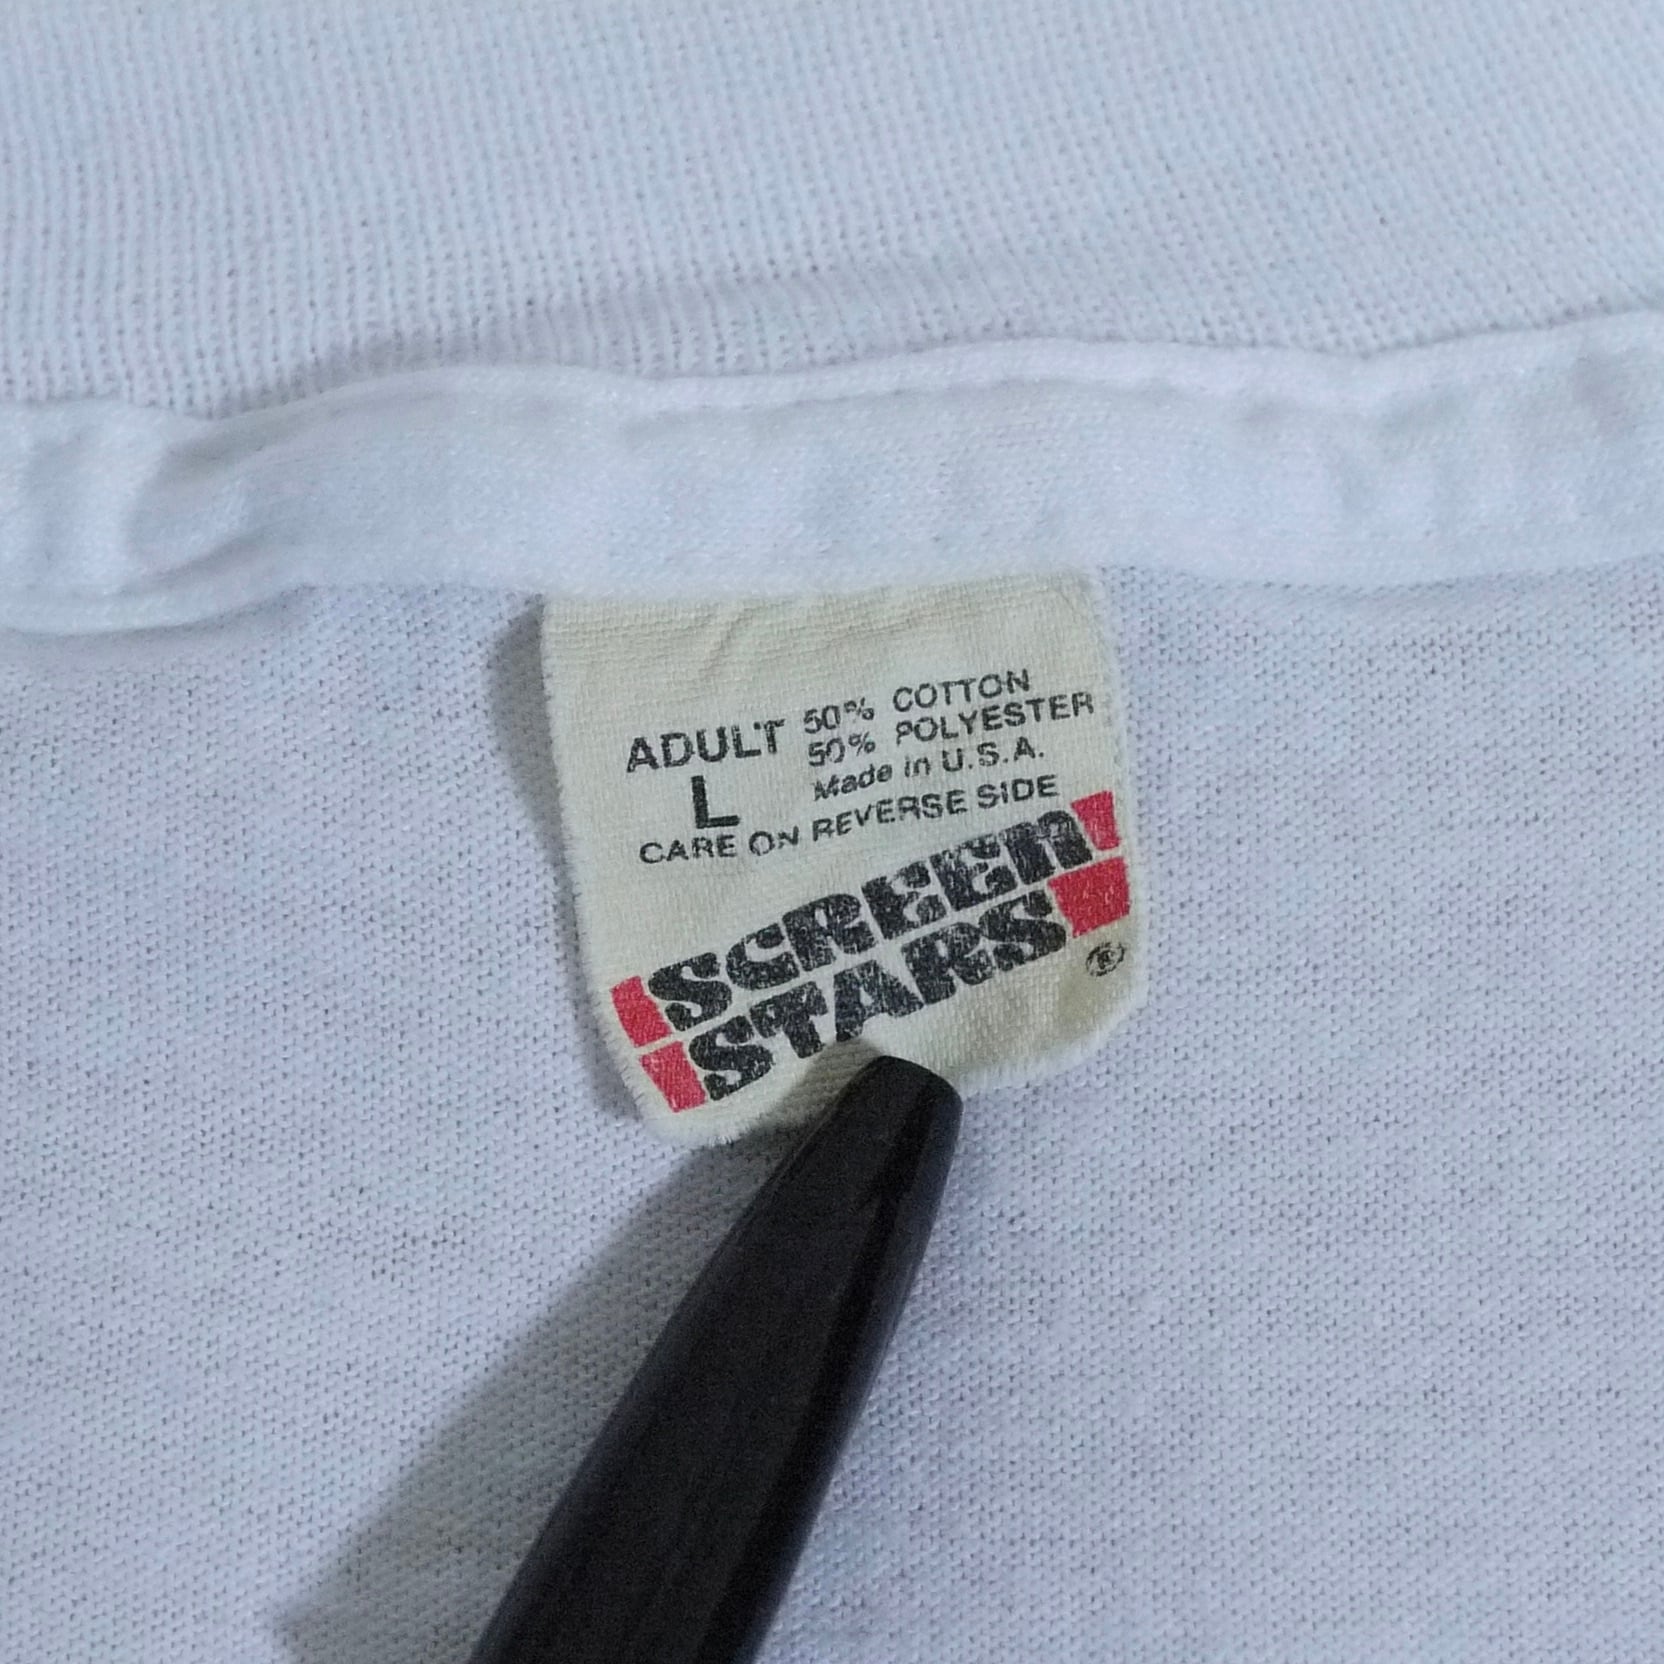 ADULT 50% COTTON
50% POLYESTER
L Made in U.S.A.
CARE ON REVERSE SIDE
SCREEN
STARS
®